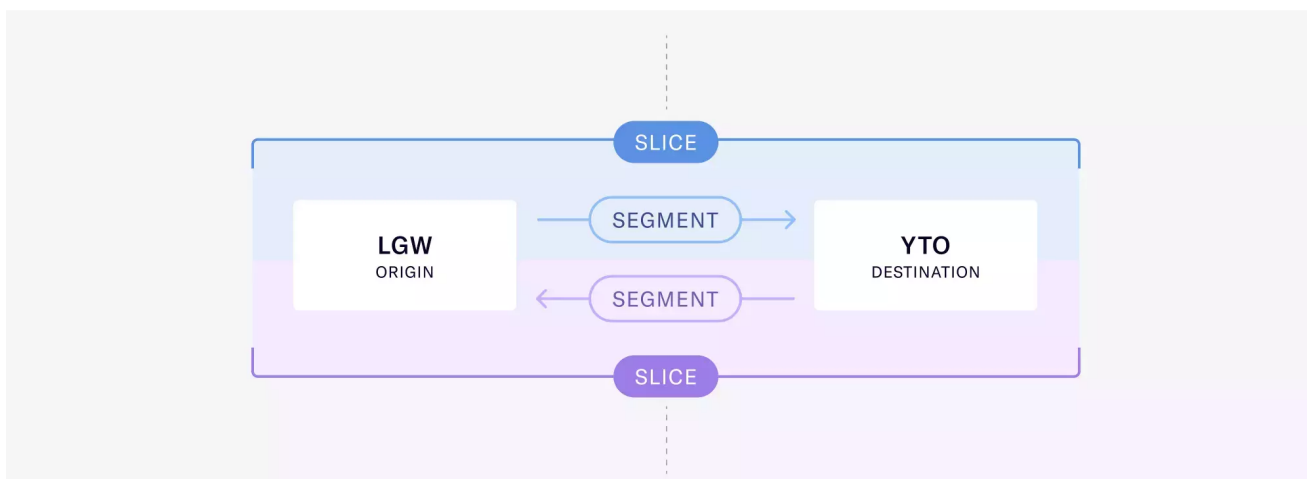 SLICE
SEGMENT
LGW
ORIGIN
YTO
DESTINATION
SEGMENT
SLICE